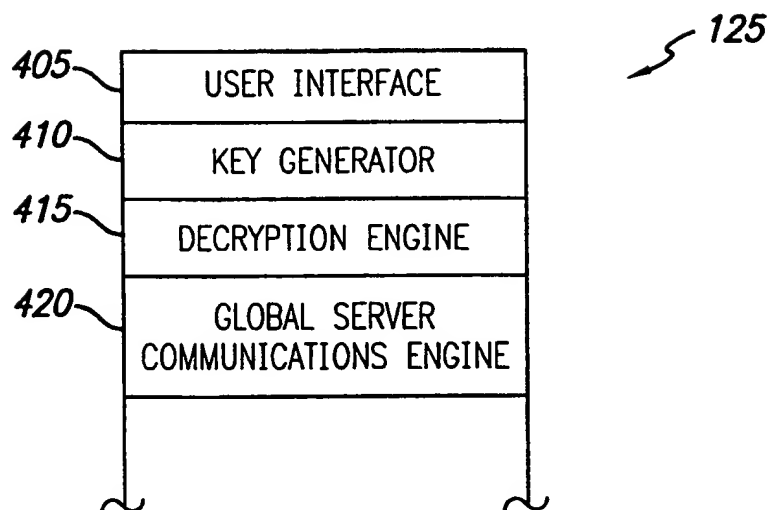 125
405
USER INTERFACE
410
KEY GENERATOR
415
DECRYPTION ENGINE
420
GLOBAL SERVER
COMMUNICATIONS ENGINE